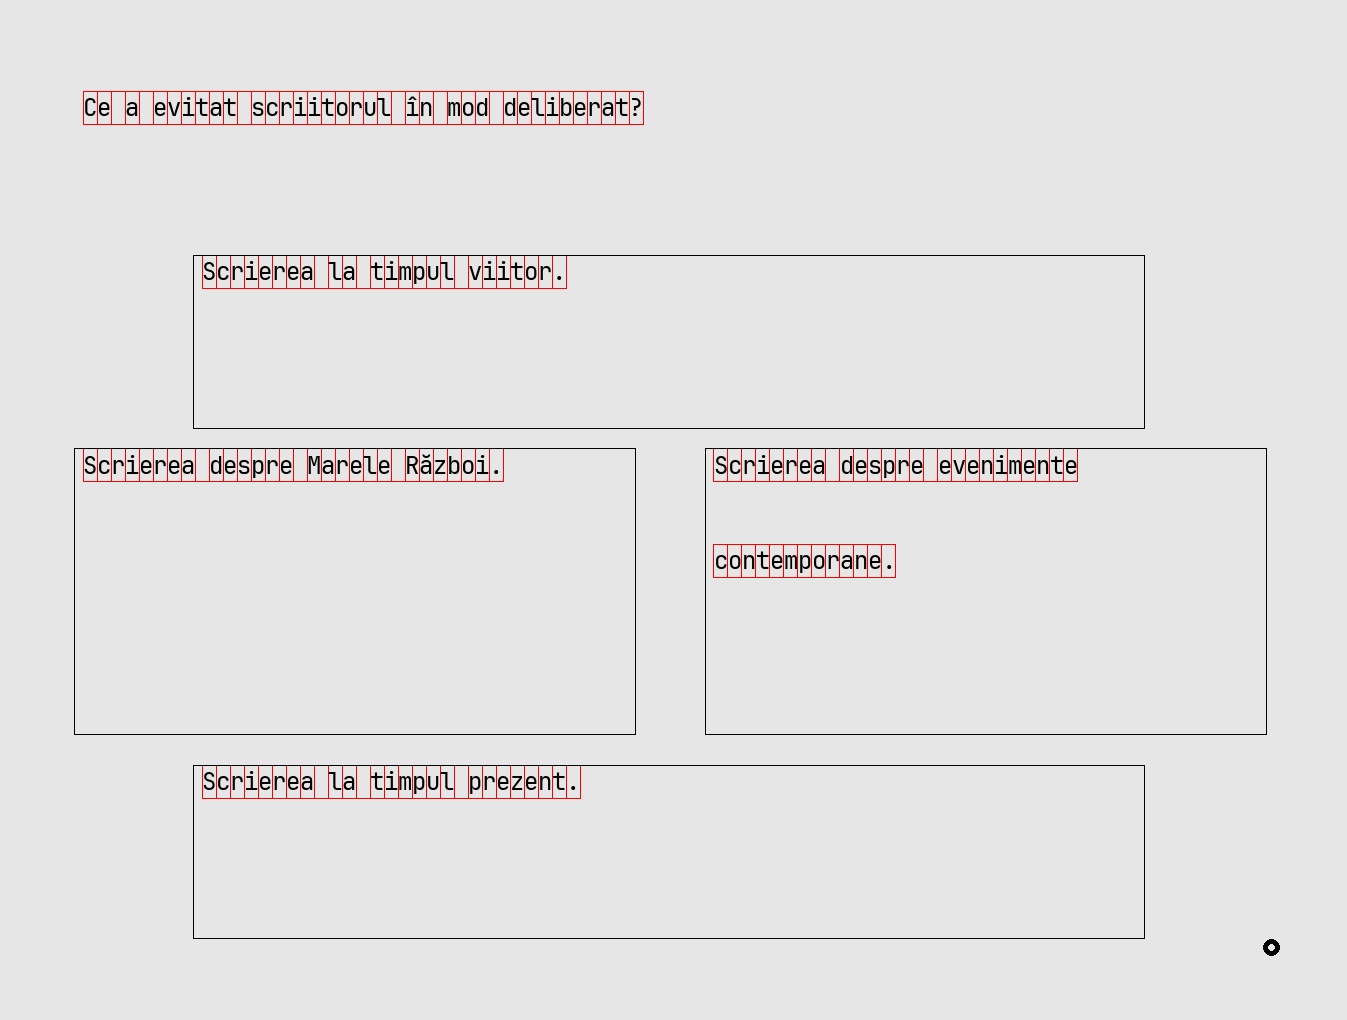 Ce a evitat scriitorul în mod deliberat?
Scrierea la timpul viitor.
Scrierea despre Marele Război.
Scrierea despre evenimente
contemporane.
Scrierea la timpul prezent.